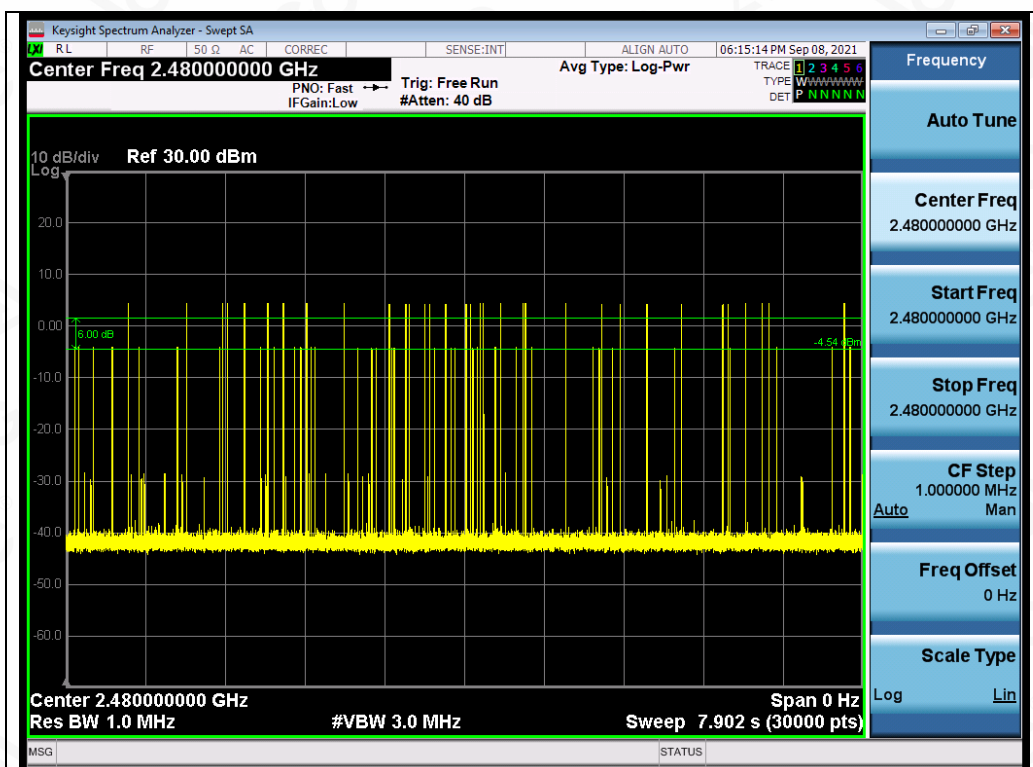 Keysight Spectrum Analyzer - Swept SA
LXI RL RF 50 Ω AC CORREC SENSE:INT ALIGN AUTO 06:15:14 PM Sep 08, 2021
Center Freq 2.480000000 GHz
Avg Type: Log-Pwr
TRACE 1 2 3 4 5 6
PNO: Fast
Trig: Free Run
TYPE WWWWWW
IFGain:Low
#Atten: 40 dB
DET P N N N N N
10 dB/div Ref 30.00 dBm
Log
20.0
10.0
0.00
6.00 dB
-4.54 dBm
-10.0
-20.0
-30.0
-40.0
-50.0
-60.0
Center 2.480000000 GHz
Span 0 Hz
Res BW 1.0 MHz
#VBW 3.0 MHz
Sweep 7.902 s (30000 pts)
MSG
STATUS
Frequency
Auto Tune
Center Freq
2.480000000 GHz
Start Freq
2.480000000 GHz
Stop Freq
2.480000000 GHz
CF Step
1.000000 MHz
Auto Man
Freq Offset
0 Hz
Scale Type
Log Lin